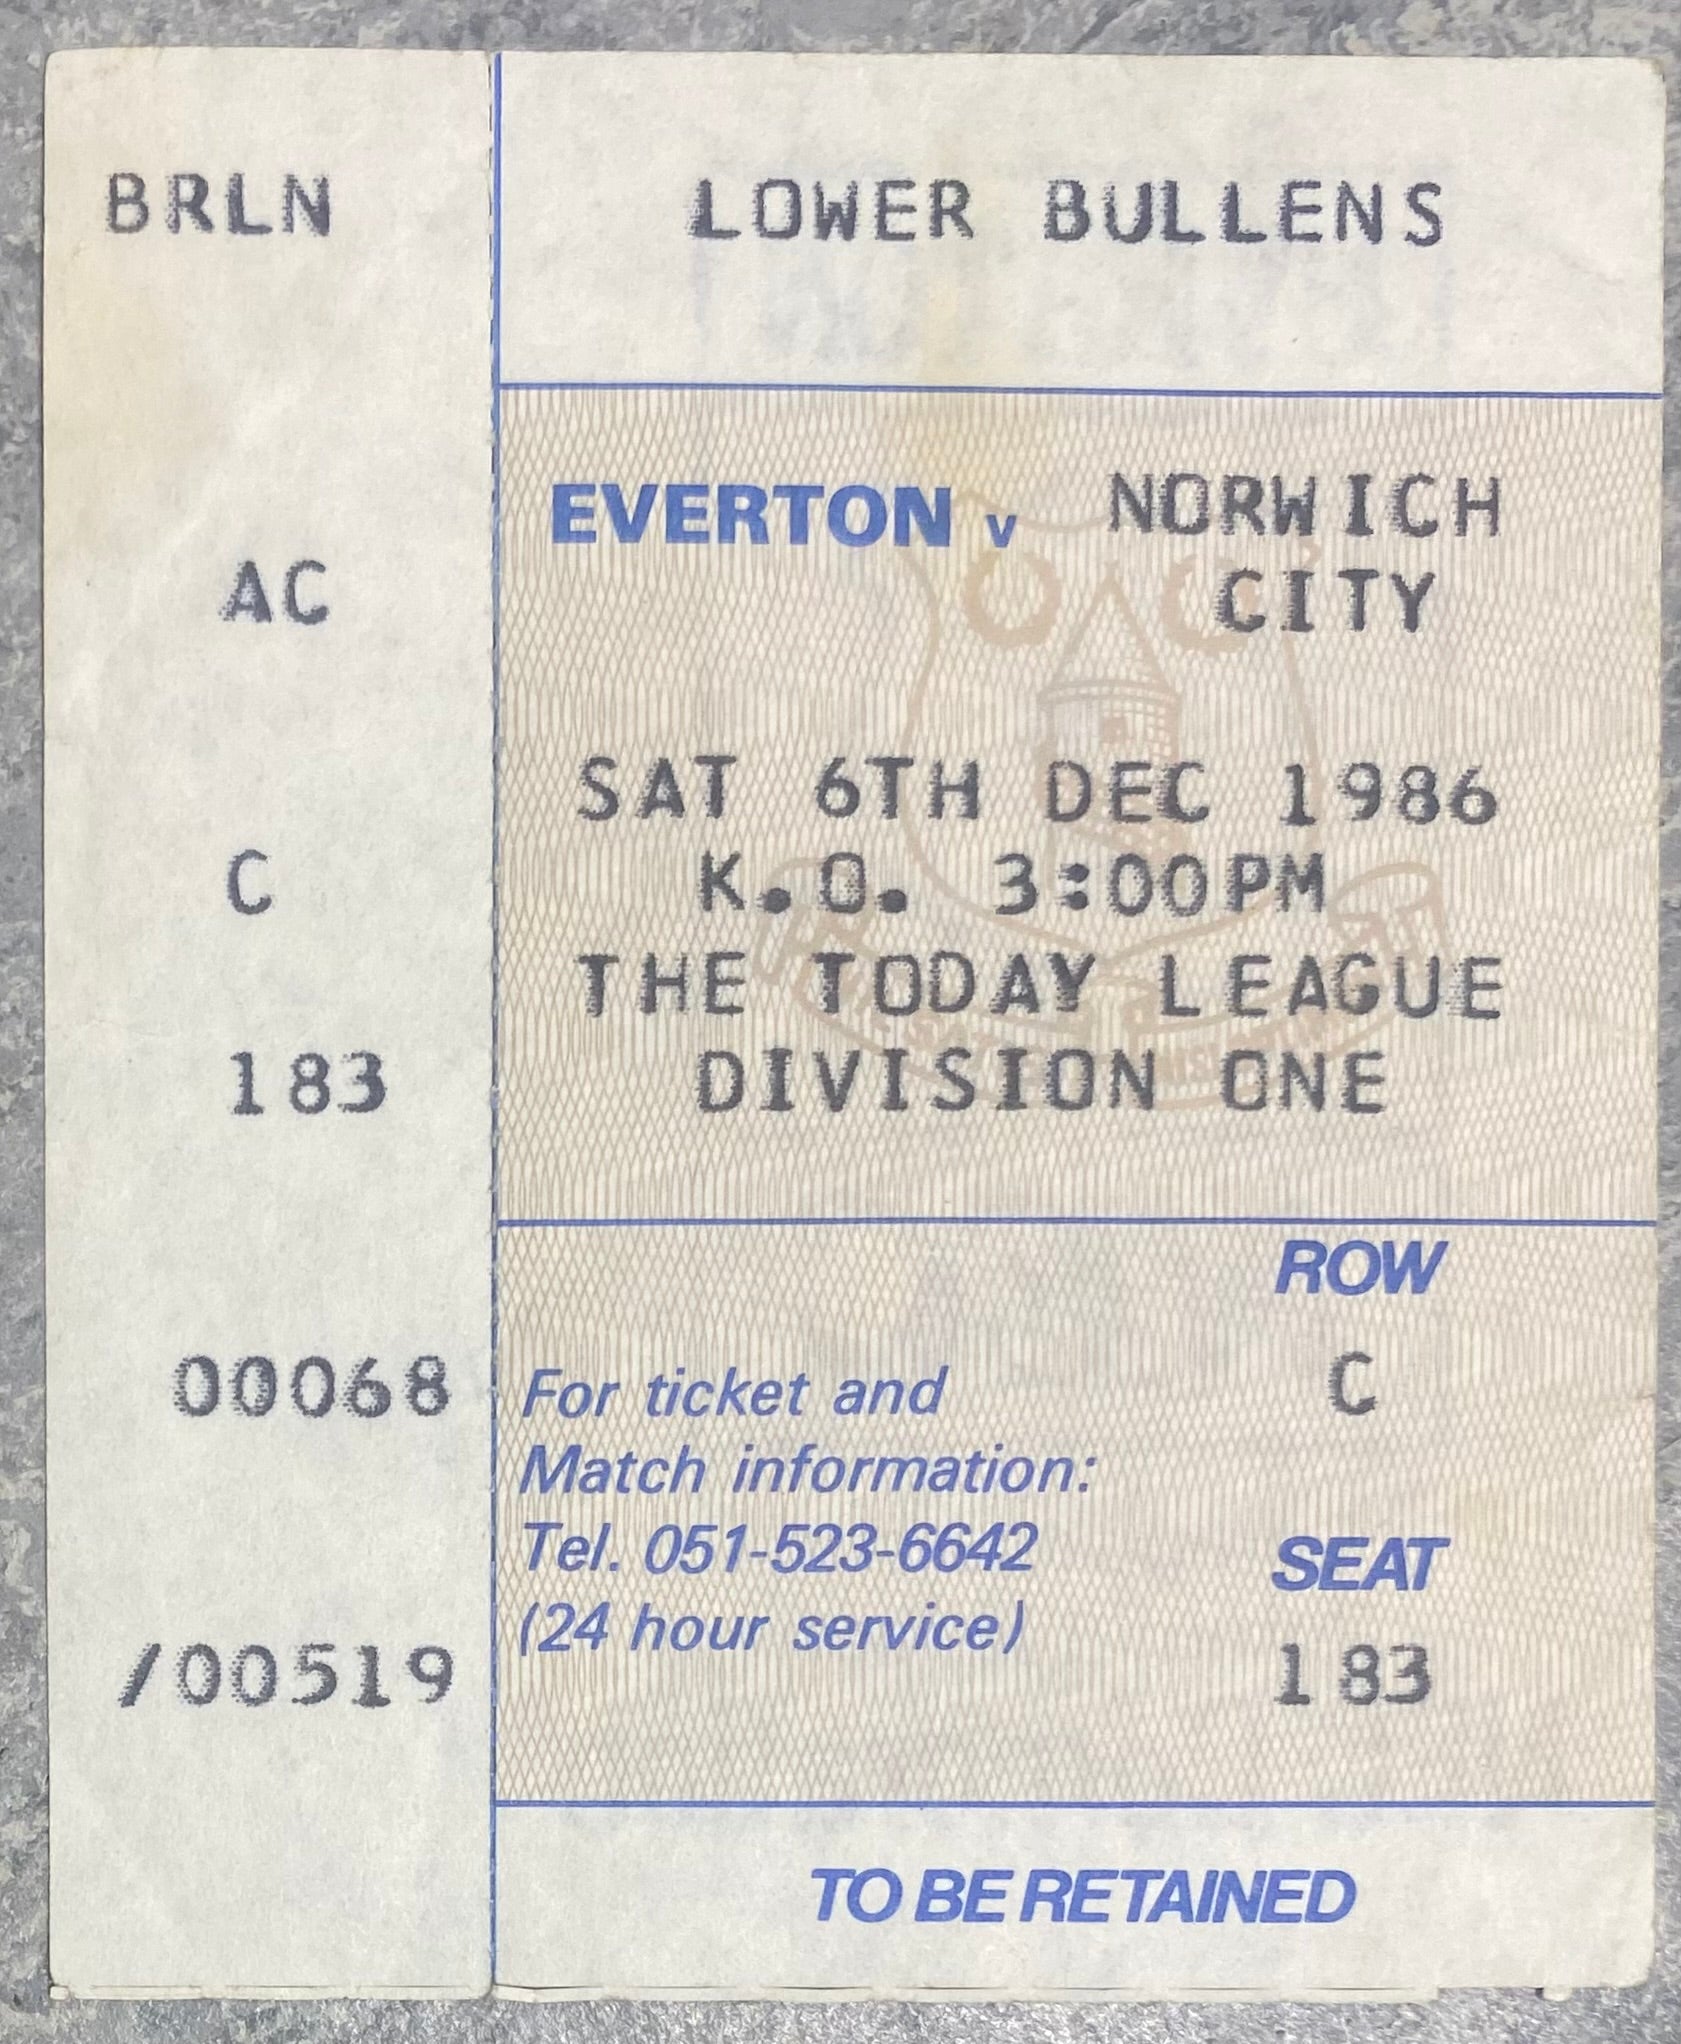 BRLN
AC
C
183
00068
/00519
LOWER BULLENS
EVERTON v NORWICH
CITY
SAT 6TH DEC 1986
K.O. 3:00PM
THE TODAY LEAGUE
DIVISION ONE
ROW
C
For ticket and
Match information:
Tel. 051-523-6642
(24 hour service)
SEAT
183
TO BE RETAINED